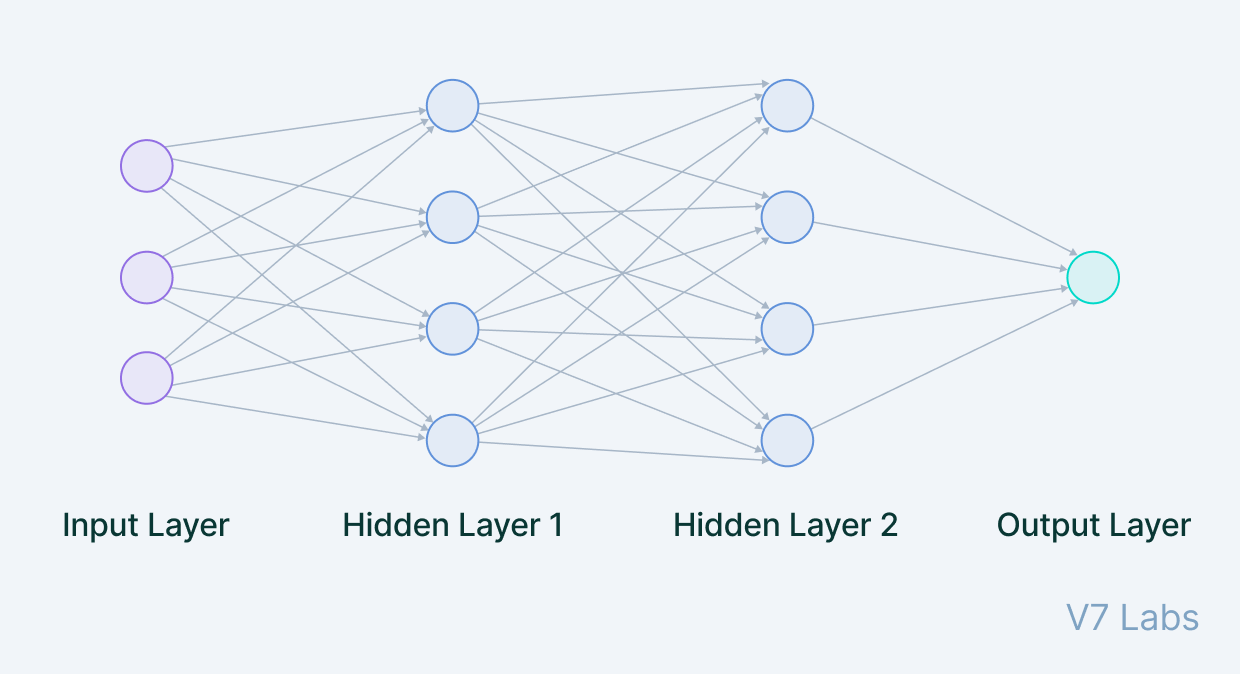 Input Layer
Hidden Layer 1
Hidden Layer 2
Output Layer
V7 Labs